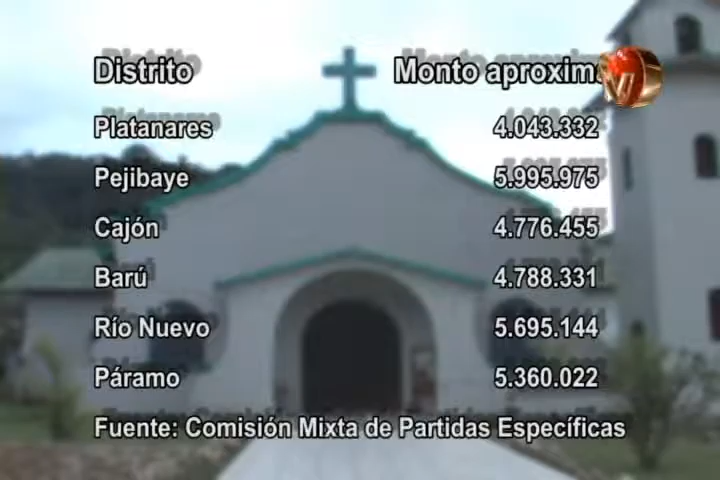 Distrito Monto aproxim
Platanares 4.043.332
Pejibaye 5.995.975
Cajón 4.776.455
Barú 4.788.331
Río Nuevo 5.695.144
Páramo 5.360.022
Fuente: Comisión Mixta de Partidas Específicas